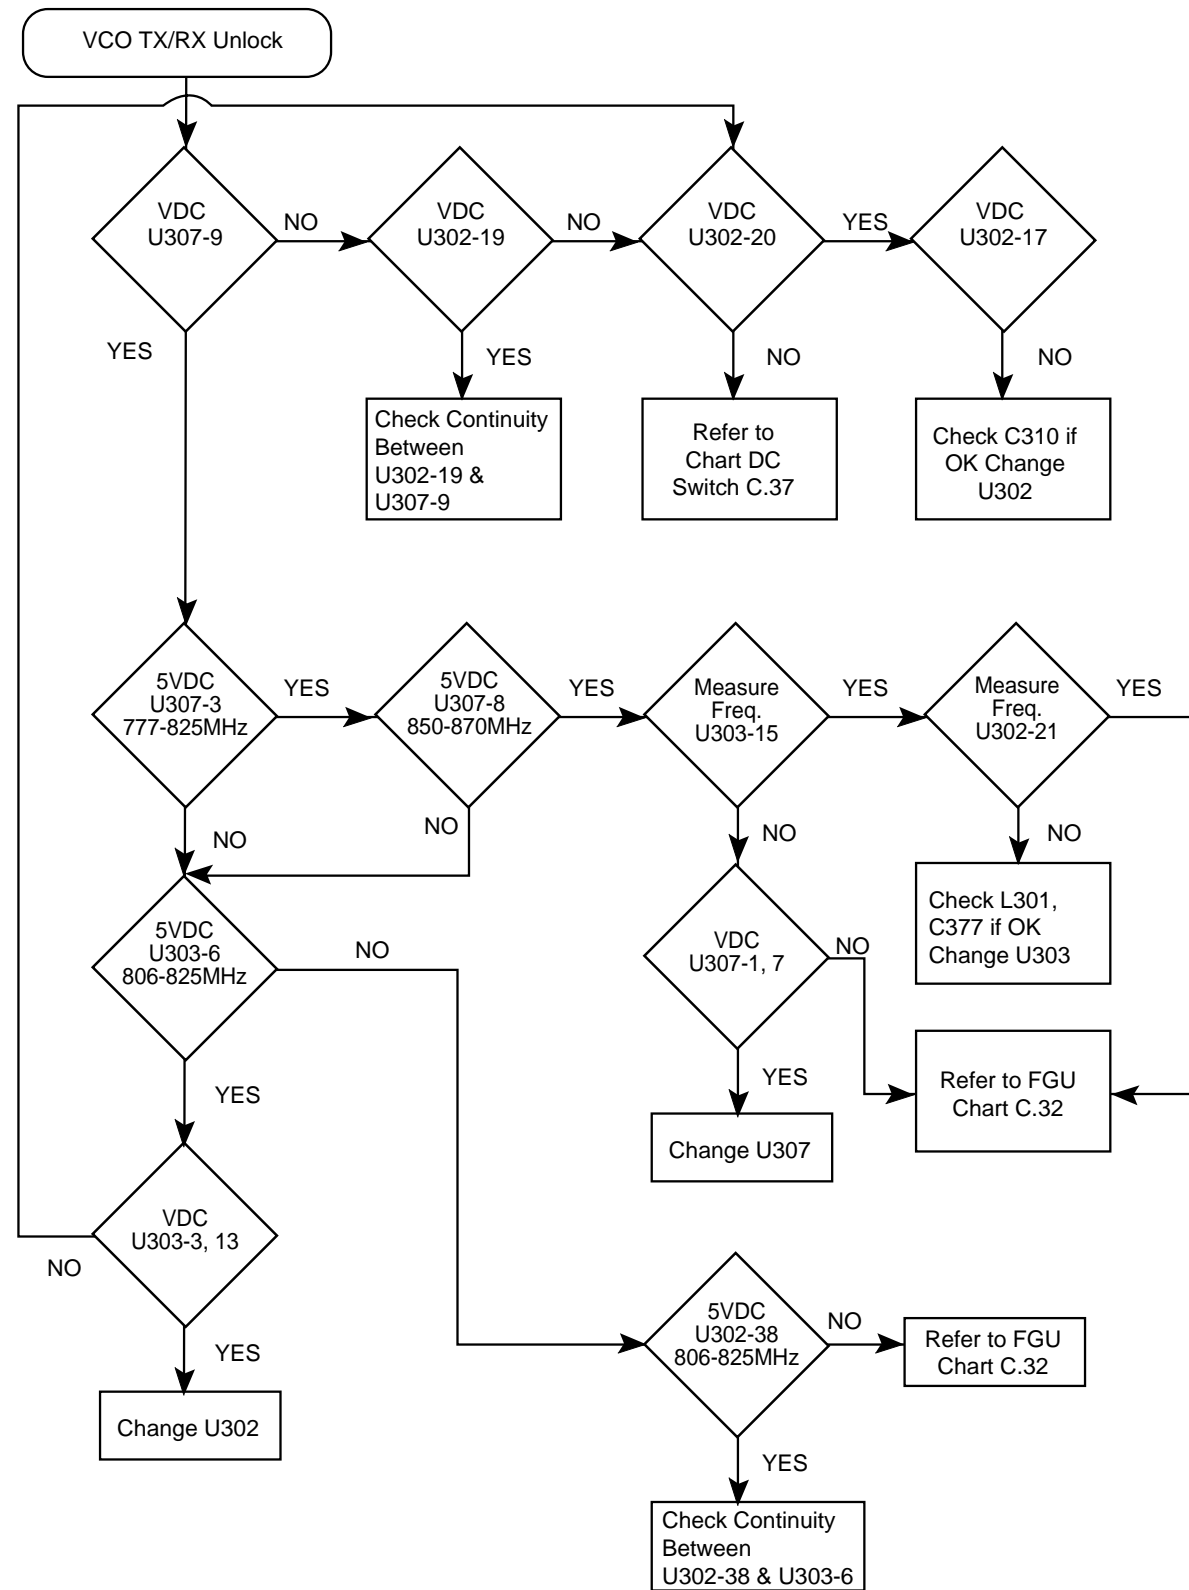 VCO TX/RX Unlock
VDC
U307-9
NO
VDC
U302-19
NO
VDC
U302-20
YES
VDC
U302-17
YES
YES
NO
NO
Check Continuity
Between
U302-19 &
U307-9
Refer to
Chart DC
Switch C.37
Check C310 if
OK Change
U302
5VDC
U307-3
777-825MHz
YES
5VDC
U307-8
850-870MHz
YES
Measure
Freq.
U303-15
YES
Measure
Freq.
U302-21
YES
NO
NO
NO
NO
5VDC
U303-6
806-825MHz
NO
VDC
U307-1, 7
NO
Check L301,
C377 if OK
Change U303
YES
YES
Refer to FGU
Chart C.32
Change U307
VDC
U303-3, 13
NO
YES
Change U302
5VDC
U302-38
806-825MHz
NO
Refer to FGU
Chart C.32
YES
Check Continuity
Between
U302-38 & U303-6